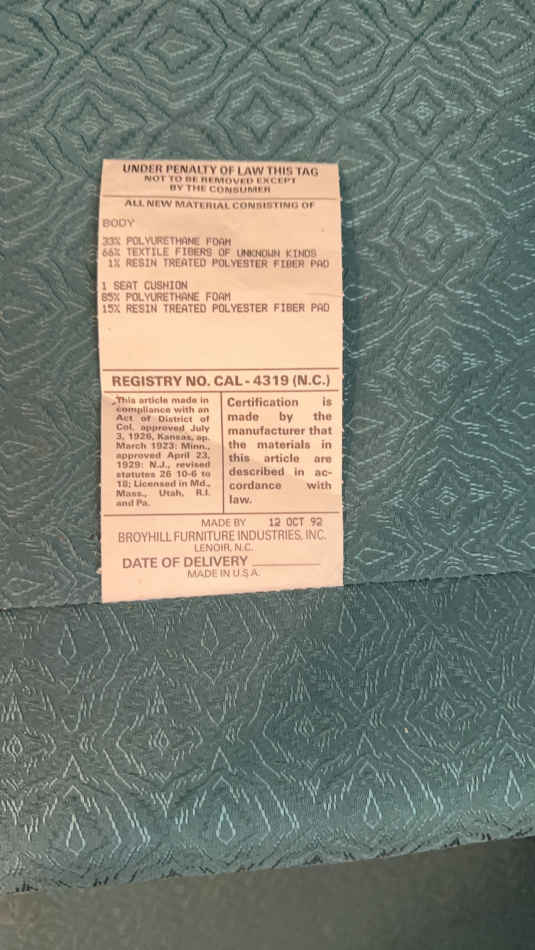 UNDER PENALTY OF LAW THIS TAG
NOT TO BE REMOVED EXCEPT
BY THE CONSUMER
ALL NEW MATERIAL CONSISTING OF
BODY
33% POLYURETHANE FOAM
66% TEXTILE FIBERS OF UNKNOWN KINDS
1% RESIN TREATED POLYESTER FIBER PAD
1 SEAT CUSHION
85% POLYURETHANE FOAM
15% RESIN TREATED POLYESTER FIBER PAD
REGISTRY NO. CAL - 4319 (N.C.)
This article made in
compliance with an
Act of District of
Col. approved July
3, 1926, Kansas, ap.
March 1923: Minn.,
approved April 23,
1929: N.J., revised
statutes 26 10-6 to
18; Licensed in Md.,
Mass., Utah, R.I.
and Pa.
Certification is
made by the
manufacturer that
the materials in
this article are
described in ac-
cordance with
law.
MADE BY 12 OCT 92
BROYHILL FURNITURE INDUSTRIES, INC.
LENOIR, N.C.
DATE OF DELIVERY
MADE IN U.S.A.